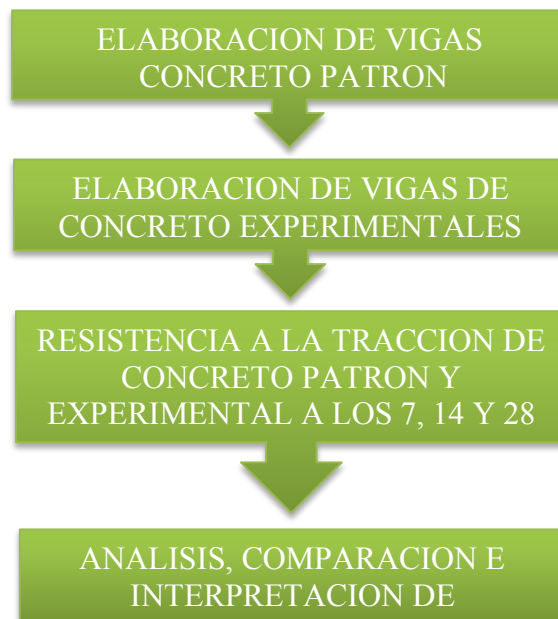 ELABORACION DE VIGAS
CONCRETO PATRON
ELABORACION DE VIGAS DE
CONCRETO EXPERIMENTALES
RESISTENCIA A LA TRACCION DE
CONCRETO PATRON Y
EXPERIMENTAL A LOS 7, 14 Y 28
ANALISIS, COMPARACION E
INTERPRETACION DE